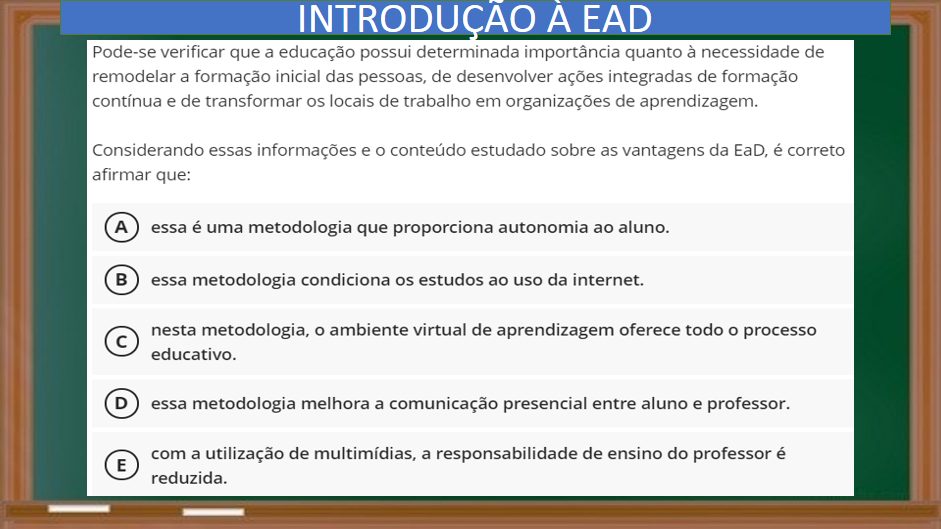 INTRODUÇÃO À EAD
Pode-se verificar que a educação possui determinada importância quanto à necessidade de
remodelar a formação inicial das pessoas, de desenvolver ações integradas de formação
contínua e de transformar os locais de trabalho em organizações de aprendizagem.
Considerando essas informações e o conteúdo estudado sobre as vantagens da EaD, é correto
afirmar que:
A essa é uma metodologia que proporciona autonomia ao aluno.
B essa metodologia condiciona os estudos ao uso da internet.
nesta metodologia, o ambiente virtual de aprendizagem oferece todo o processo
C educativo.
D essa metodologia melhora a comunicação presencial entre aluno e professor.
com a utilização de multimídias, a responsabilidade de ensino do professor é
E reduzida.